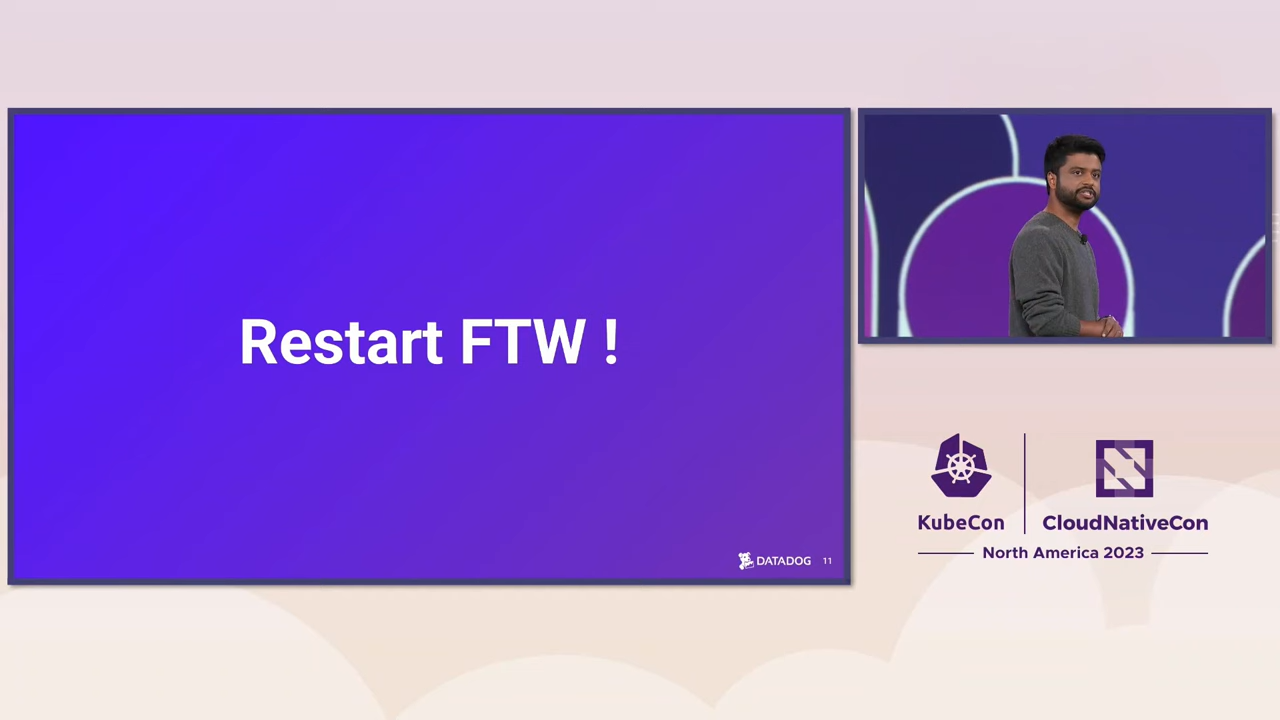 Restart FTW !
DATADOG 11
KubeCon
CloudNativeCon
North America 2023